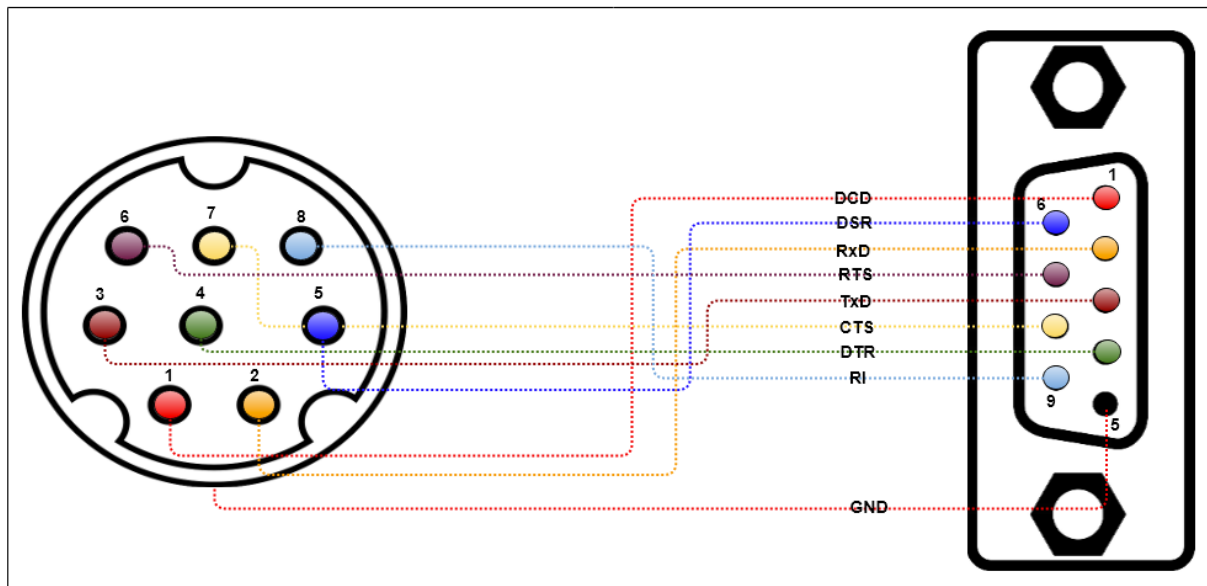 6 7 8
3 4 5
1 2
DCD
DSR
RxD
RTS
TxD
CTS
DTR
RI
GND
1
6
9
5